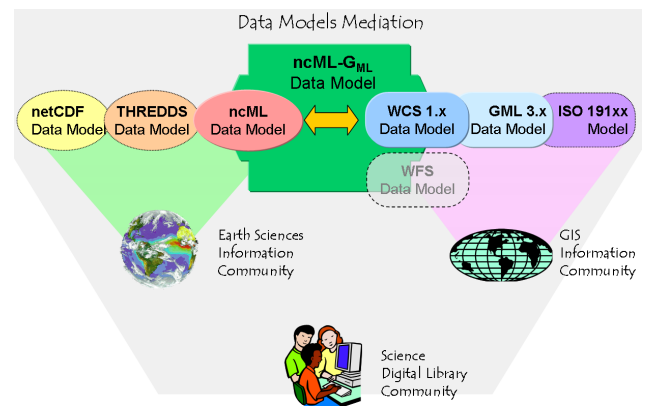 Data Models Mediation
ncML-GML
Data Model
netCDF
Data Model
THREDDS
Data Model
ncML
Data Model
WCS 1.x
Data Model
GML 3.x
Data Model
ISO 191xx
Model
WFS
Data Model
Earth Sciences
Information
Community
GIS
Information
Community
Science
Digital Library
Community